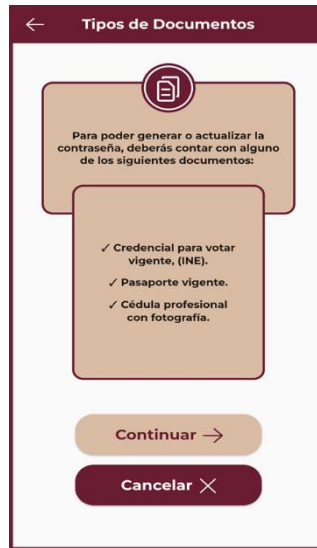 Tipos de Documentos
Para poder generar o actualizar la
contraseña, deberás contar con alguno
de los siguientes documentos:
✓ Credencial para votar
vigente, (INE).
✓ Pasaporte vigente.
✓ Cédula profesional
con fotografía.
Continuar →
Cancelar ✕